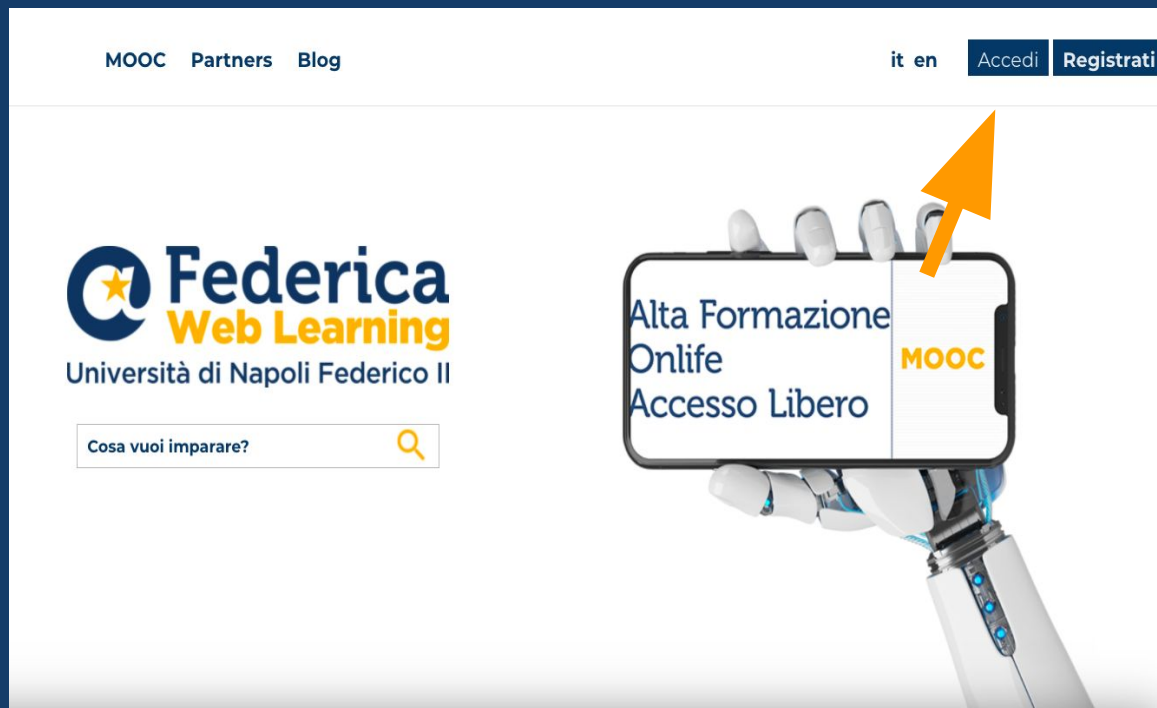 MOOC Partners Blog it en Accedi Registrati
Federica
Web Learning
Università di Napoli Federico II
Cosa vuoi imparare?
Alta Formazione
Onlife
Accesso Libero
MOOC